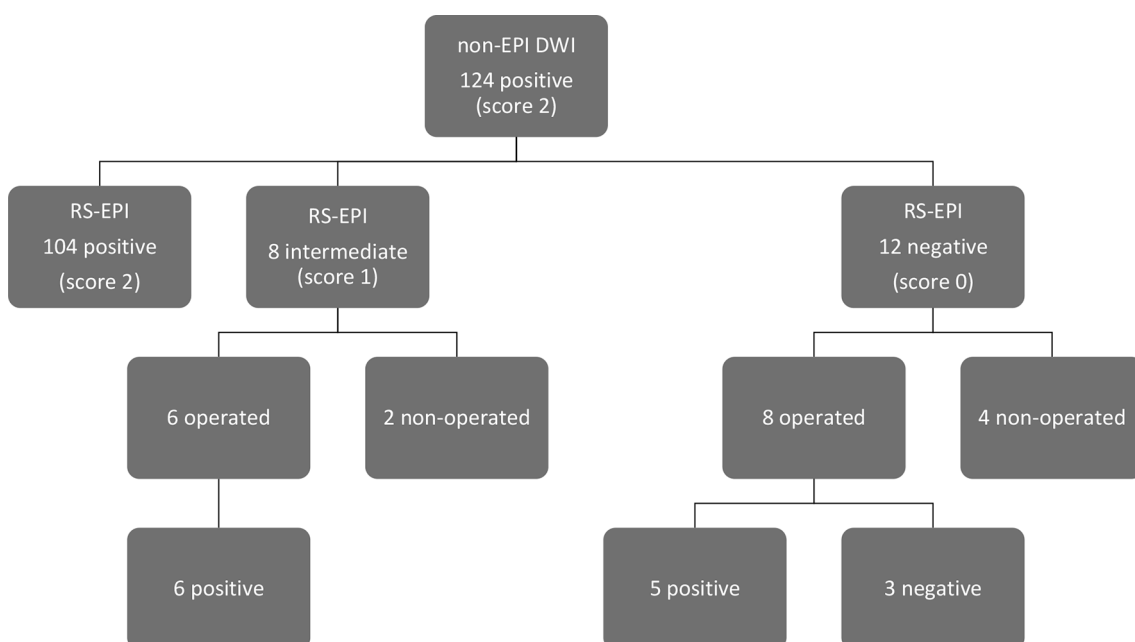 non-EPI DWI
124 positive
(score 2)
RS-EPI
104 positive
(score 2)
RS-EPI
8 intermediate
(score 1)
RS-EPI
12 negative
(score 0)
6 operated
2 non-operated
8 operated
4 non-operated
6 positive
5 positive
3 negative